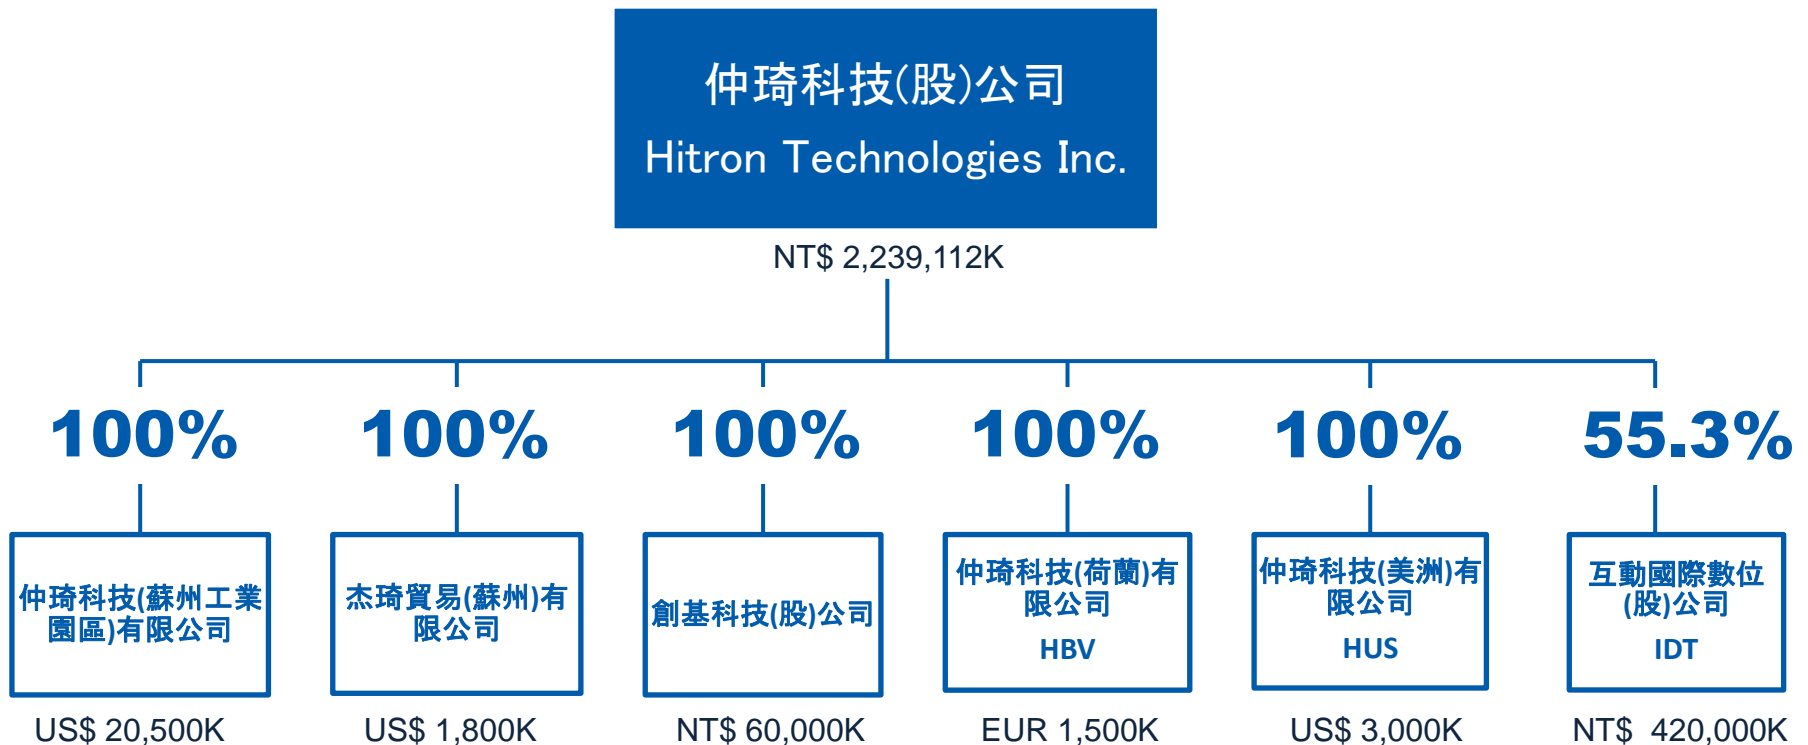 仲琦科技(股)公司
Hitron Technologies Inc.
NT$ 2,239,112K
100%
100%
100%
100%
100%
55.3%
仲琦科技(蘇州工業
園區)有限公司
杰琦貿易(蘇州)有
限公司
創基科技(股)公司
仲琦科技(荷蘭)有
限公司
HBV
仲琦科技(美洲)有
限公司
HUS
互動國際數位
(股)公司
IDT
US$ 20,500K
US$ 1,800K
NT$ 60,000K
EUR 1,500K
US$ 3,000K
NT$ 420,000K